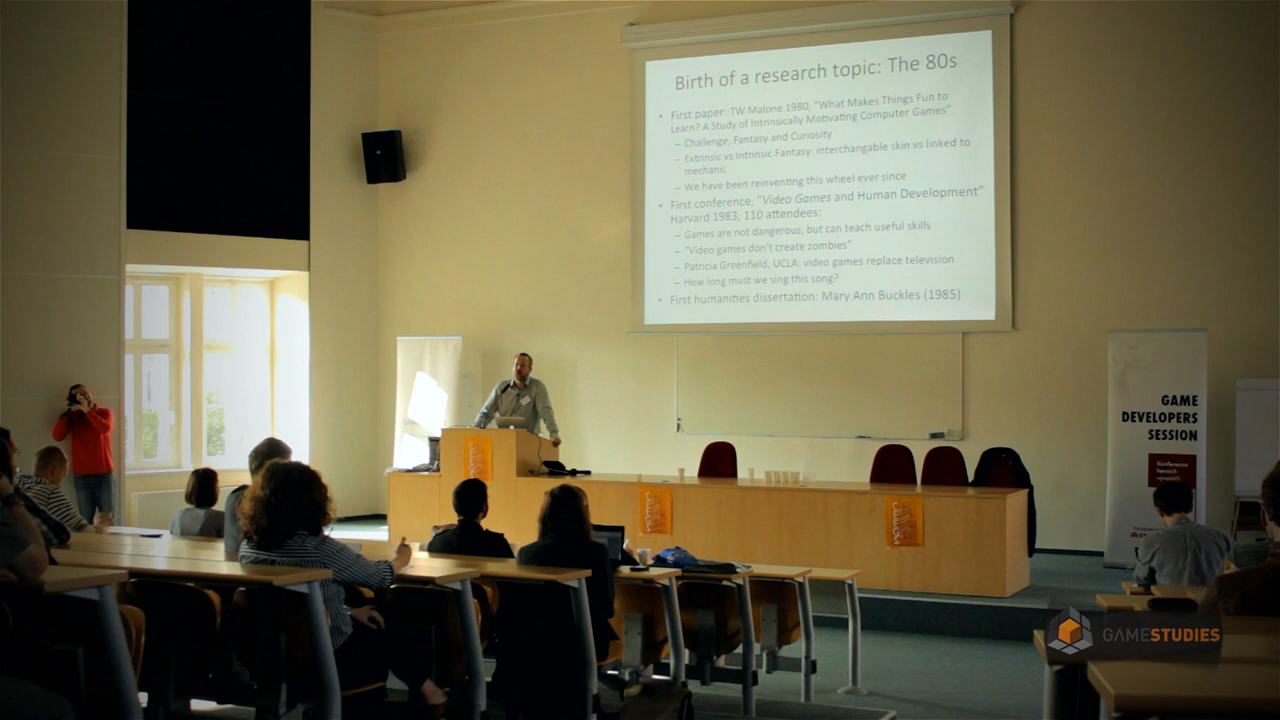 Birth of a research topic: The 80s
• First paper: TW Malone 1980, "What Makes Things Fun to
Learn? A Study of Intrinsically Motivating Computer Games"
– Challenge, Fantasy and Curiosity
– Extrinsic vs Intrinsic Fantasy: interchangable skin vs linked to
mechanic
– We have been reinventing this wheel ever since
• First conference, "Video Games and Human Development"
Harvard 1983, 110 attendees:
– Games are not dangerous, but can teach useful skills
– "Video games don't create zombies"
– Patricia Greenfield, UCLA: video games replace television
– How long must we sing this song?
• First humanities dissertation: Mary Ann Buckles (1985)
GAME
DEVELOPERS
SESSION
Konference
herních
GAMESTUDIES